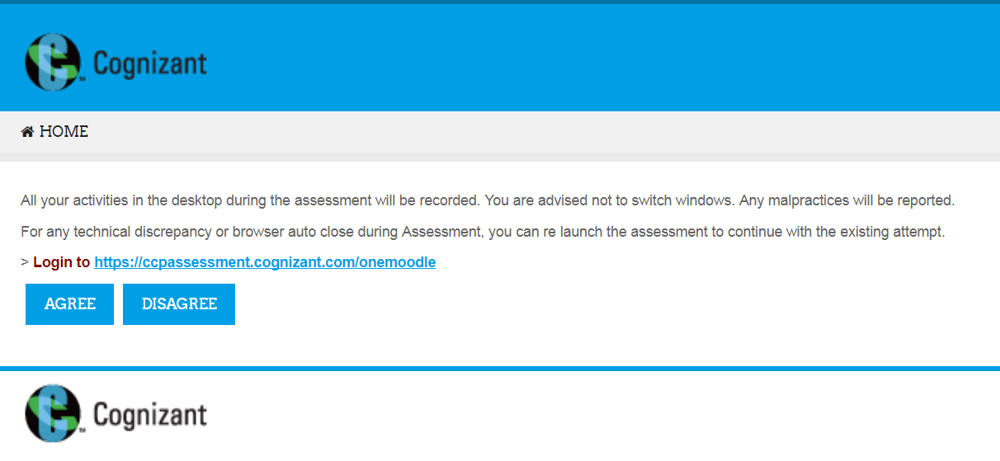 Cognizant
HOME
All your activities in the desktop during the assessment will be recorded. You are advised not to switch windows. Any malpractices will be reported.
For any technical discrepancy or browser auto close during Assessment, you can re launch the assessment to continue with the existing attempt.
> Login to https://ccpassessment.cognizant.com/onemoodle
AGREE DISAGREE
Cognizant